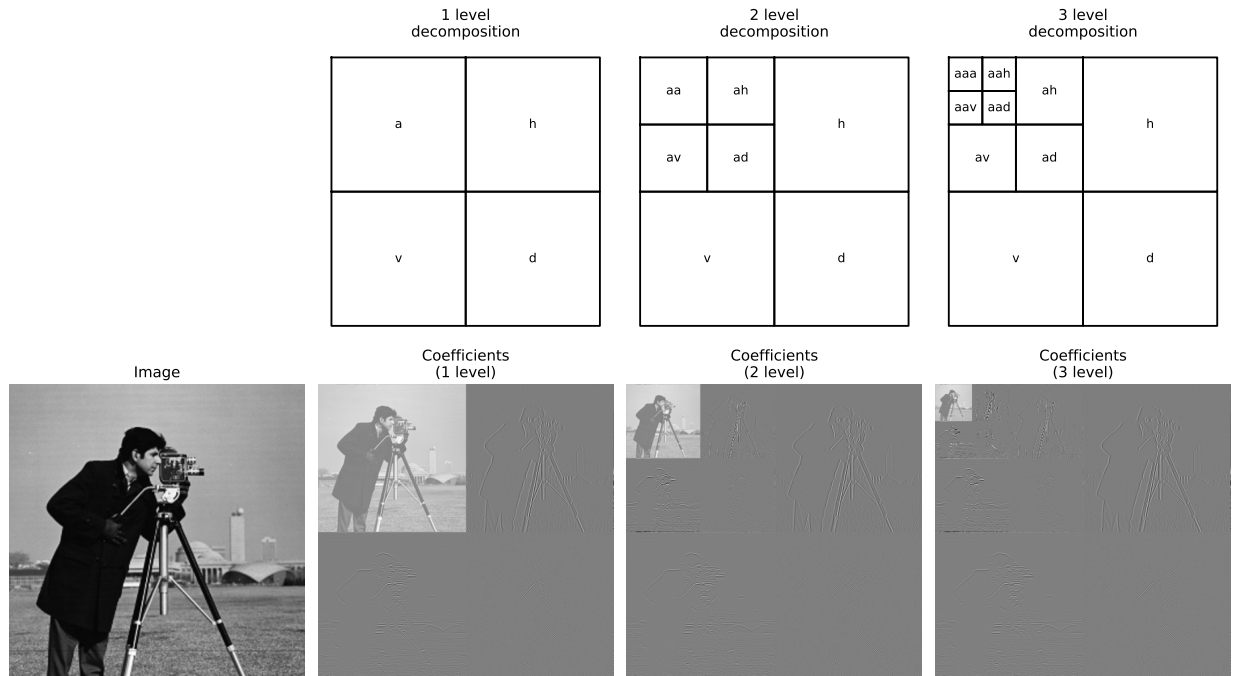 1 level
decomposition
2 level
decomposition
3 level
decomposition
a
h
v
d
aa
ah
av
ad
h
v
d
aaa
aah
aav
aad
ah
av
ad
h
v
d
Image
Coefficients
(1 level)
Coefficients
(2 level)
Coefficients
(3 level)